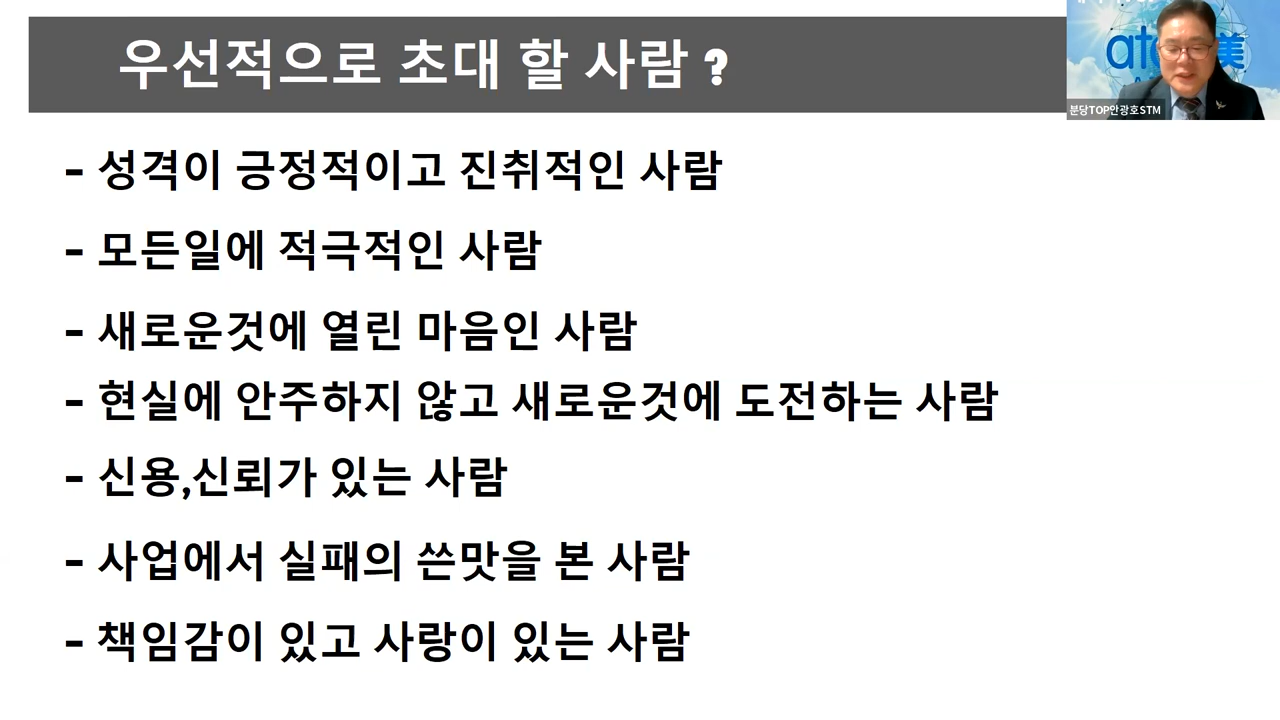 우선적으로 초대 할 사람 ?
- 성격이 긍정적이고 진취적인 사람
- 모든일에 적극적인 사람
- 새로운것에 열린 마음인 사람
- 현실에 안주하지 않고 새로운것에 도전하는 사람
- 신용,신뢰가 있는 사람
- 사업에서 실패의 쓴맛을 본 사람
- 책임감이 있고 사랑이 있는 사람
美
분당TOP안광호STM